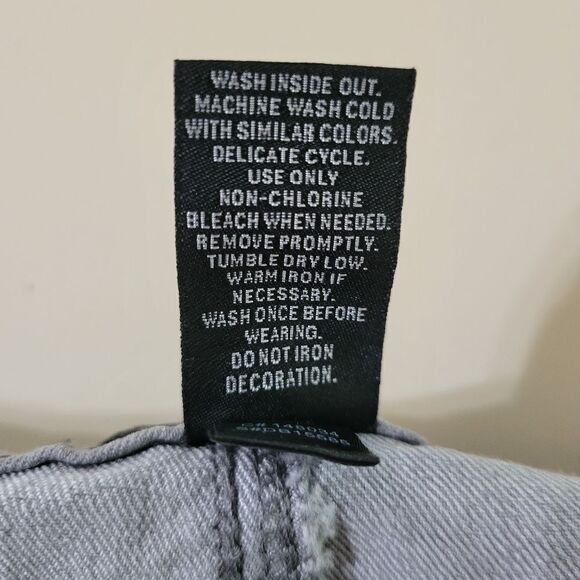 WASH INSIDE OUT.
MACHINE WASH COLD
WITH SIMILAR COLORS.
DELICATE CYCLE.
USE ONLY
NON-CHLORINE
BLEACH WHEN NEEDED.
REMOVE PROMPTLY.
TUMBLE DRY LOW.
WARM IRON IF
NECESSARY.
WASH ONCE BEFORE
WEARING.
DO NOT IRON
DECORATION.
C# 148034